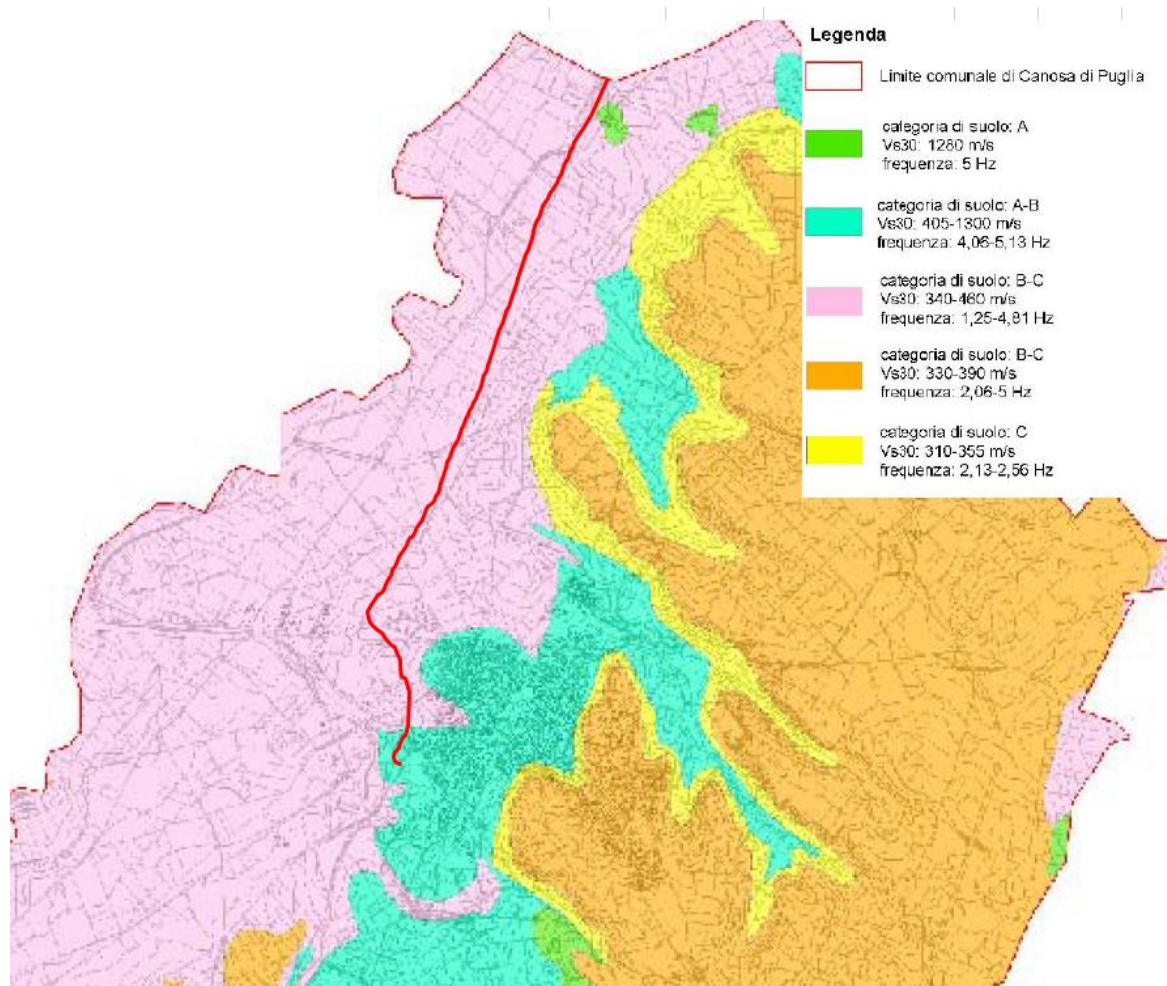 Legenda
Limite comunale di Canosa di Puglia
categoria di suolo: A
Vs30: 1280 m/s
frequenza: 5 Hz
categoria di suolo: A-B
Vs30: 405-1300 m/s
frequenza: 4,06-5,13 Hz
categoria di suolo: B-C
Vs30: 340-460 m/s
frequenza: 1,25-4,81 Hz
categoria di suolo: B-C
Vs30: 330-390 m/s
frequenza: 2,06-5 Hz
categoria di suolo: C
Vs30: 310-355 m/s
frequenza: 2,13-2,56 Hz